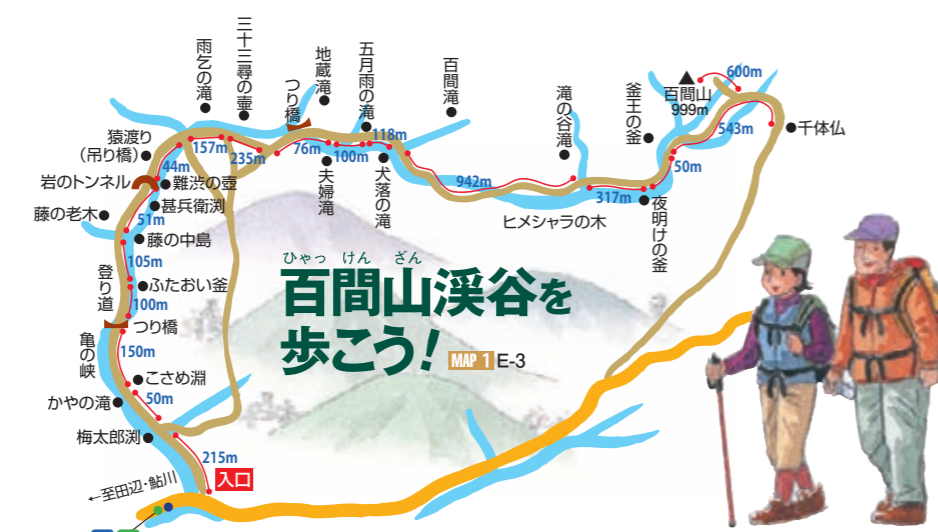 百間山渓谷を
歩こう!
ひゃっ けん ざん
MAP 1 E-3
三十三尋の壷
雨乞の滝
つり橋
地蔵滝
五月雨の滝
百間滝
滝の谷滝
釜王の釜
百間山
999m
600m
543m
千体仏
50m
夜明けの釜
317m
ヒメシャラの木
942m
118m
犬落の滝
100m
夫婦滝
76m
235m
157m
猿渡り
(吊り橋)
44m
岩のトンネル
難渋の壺
甚兵衛渕
藤の老木
51m
藤の中島
105m
登り道
ふたおい釜
100m
つり橋
亀の峡
150m
こさめ淵
かやの滝
50m
梅太郎渕
215m
入口
←至田辺・鮎川